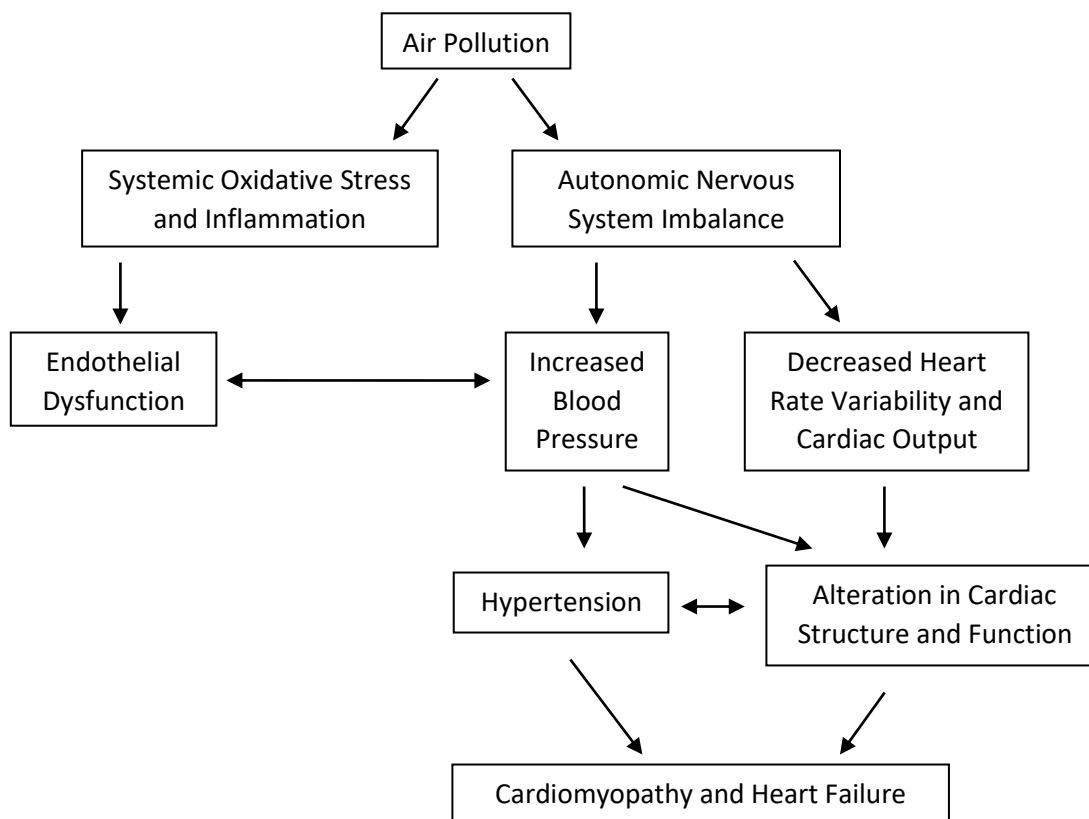 Air Pollution
Systemic Oxidative Stress
and Inflammation
Autonomic Nervous
System Imbalance
Endothelial
Dysfunction
Increased
Blood
Pressure
Decreased Heart
Rate Variability and
Cardiac Output
Hypertension
Alteration in Cardiac
Structure and Function
Cardiomyopathy and Heart Failure